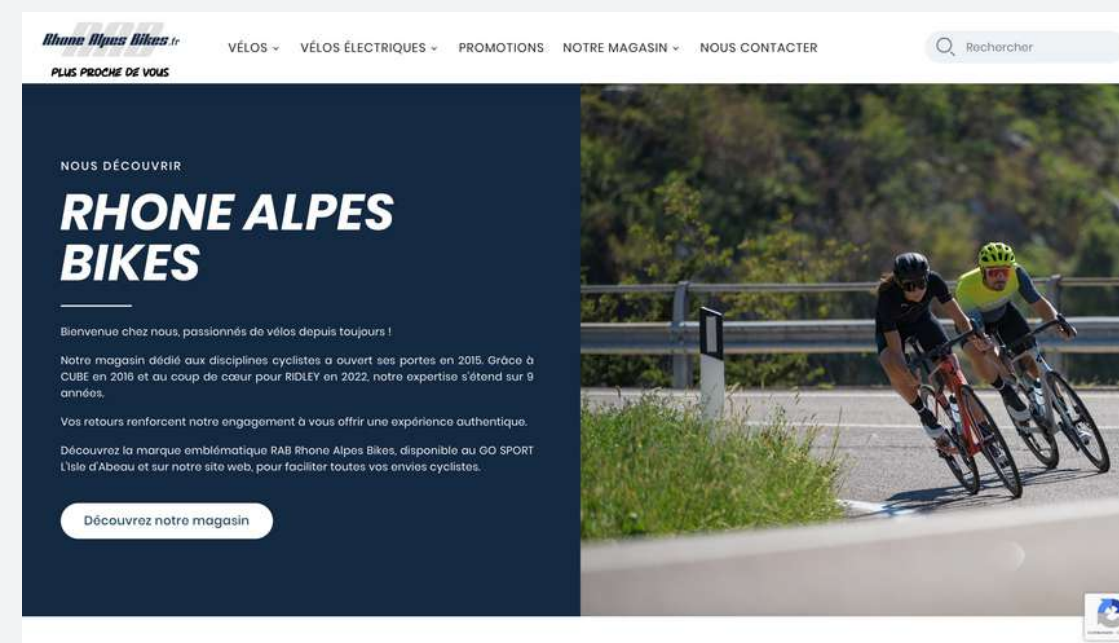 Rhone Alpes Bikes.fr
PLUS PROCHE DE VOUS
VÉLOS
VÉLOS ÉLECTRIQUES
PROMOTIONS
NOTRE MAGASIN
NOUS CONTACTER
Rechercher
NOUS DÉCOUVRIR
RHONE ALPES
BIKES
Bienvenue chez nous, passionnés de vélos depuis toujours !
Notre magasin dédié aux disciplines cyclistes a ouvert ses portes en 2015. Grâce à
CUBE en 2016 et au coup de cœur pour RIDLEY en 2022, notre expertise s'étend sur 9
années.
Vos retours renforcent notre engagement à vous offrir une expérience authentique.
Découvrez la marque emblématique RAB Rhone Alpes Bikes, disponible au GO SPORT
L'Isle d'Abeau et sur notre site web, pour faciliter toutes vos envies cyclistes.
Découvrez notre magasin